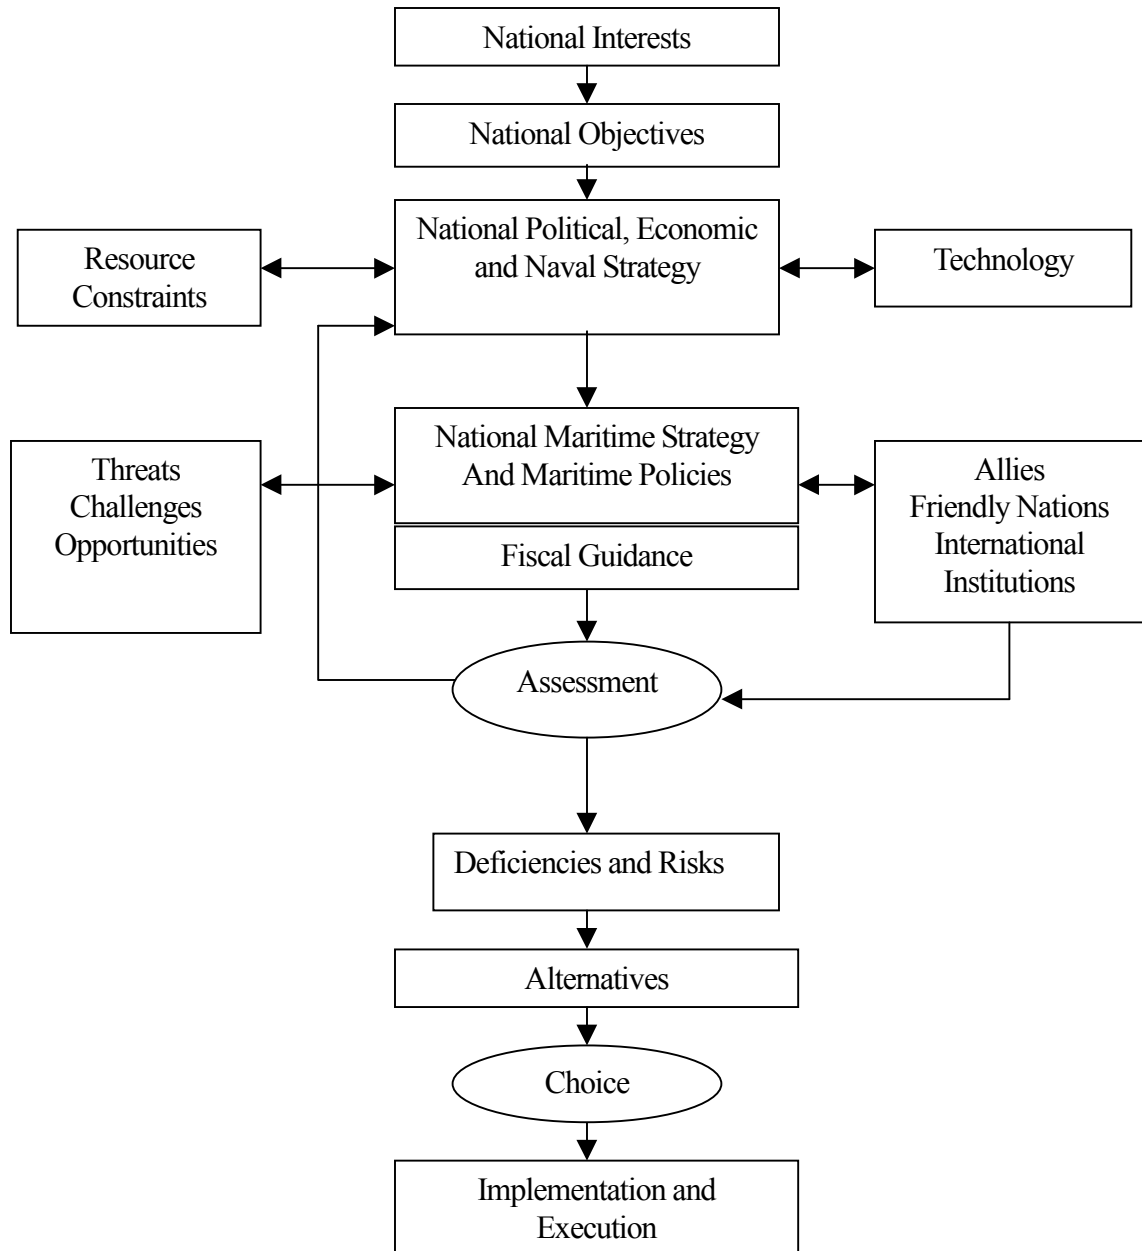 National Interests
National Objectives
National Political, Economic
and Naval Strategy
Resource
Constraints
Technology
National Maritime Strategy
And Maritime Policies
Threats
Challenges
Opportunities
Allies
Friendly Nations
International
Institutions
Fiscal Guidance
Assessment
Deficiencies and Risks
Alternatives
Choice
Implementation and
Execution